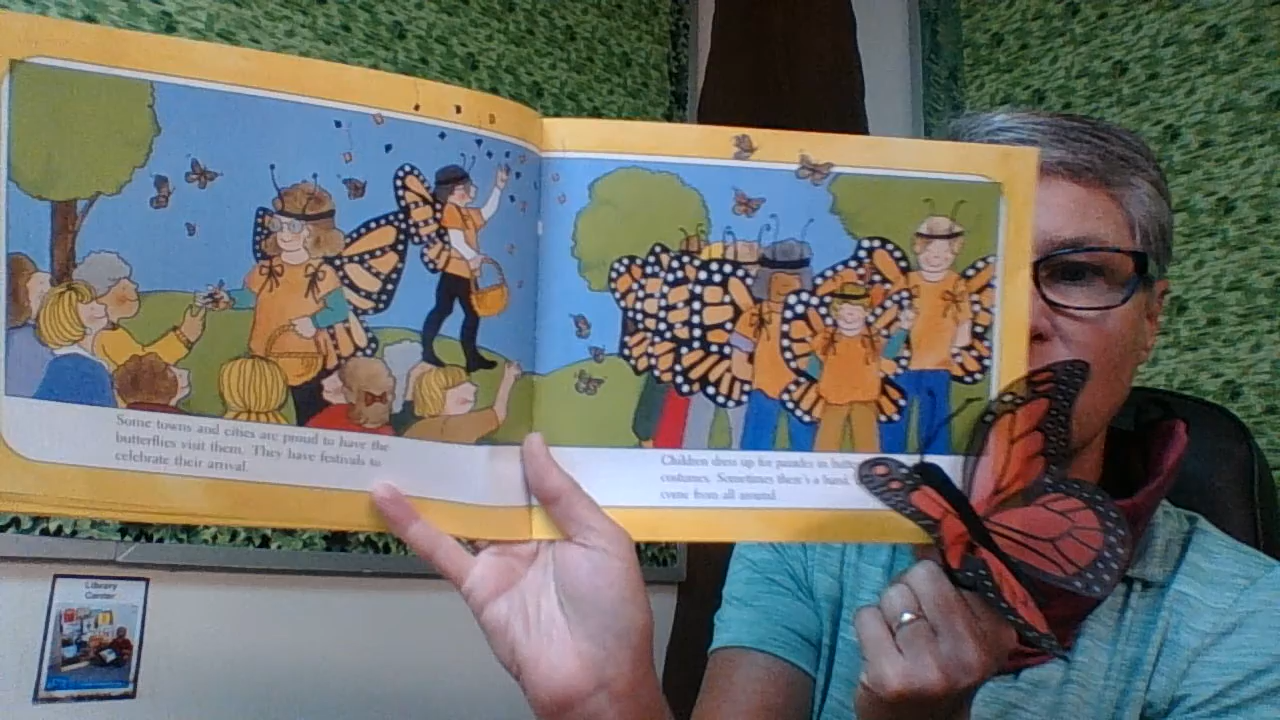 Some towns and cities are proud to have the
butterflies visit them. They have festivals to
celebrate their arrival.
Children dress up for parades in
costumes. Sometimes there's a band.
come from all around.
Library
Center